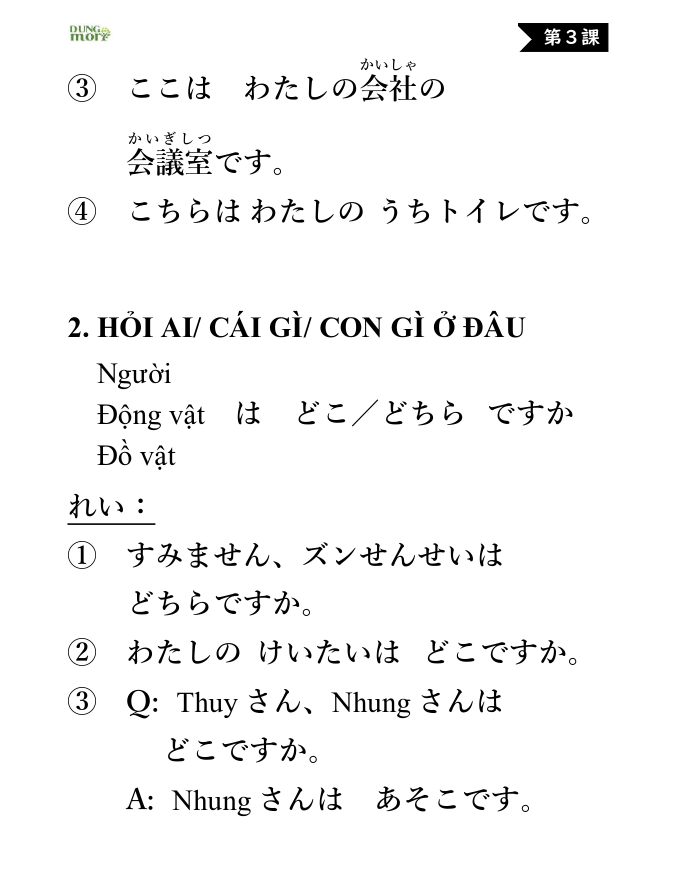 DUNG
mori
第３課
かいしゃ
③ ここは わたしの会社の
かいぎしつ
会議室です。
④ こちらは わたしの うちトイレです。
2. HỎI AI/ CÁI GÌ/ CON GÌ Ở ĐÂU
Người
Động vật は どこ／どちら ですか
Đồ vật
れい：
① すみません、ズンせんせいは
どちらですか。
② わたしの けいたいは どこですか。
③ Q: Thuy さん、Nhung さんは
どこですか。
A: Nhung さんは あそこです。